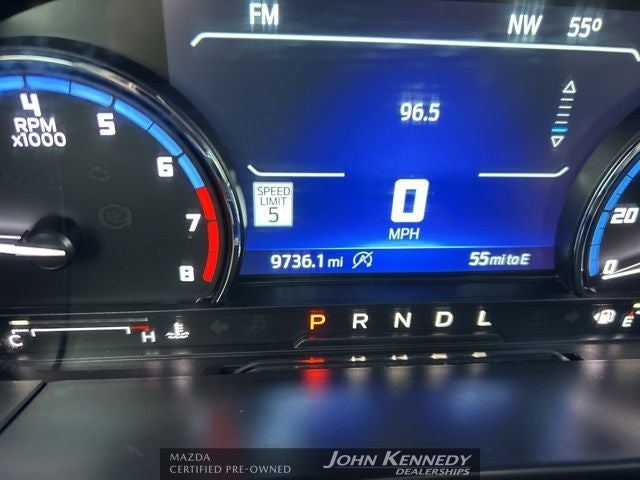 FM
NW 55°
4
RPM
x1000
5
6
7
8
96.5
SPEED
LIMIT
5
0
MPH
9736.1 mi
55 mi to E
20
0
C
H
P R N D L
E
MAZDA
CERTIFIED PRE-OWNED
JOHN KENNEDY
DEALERSHIPS